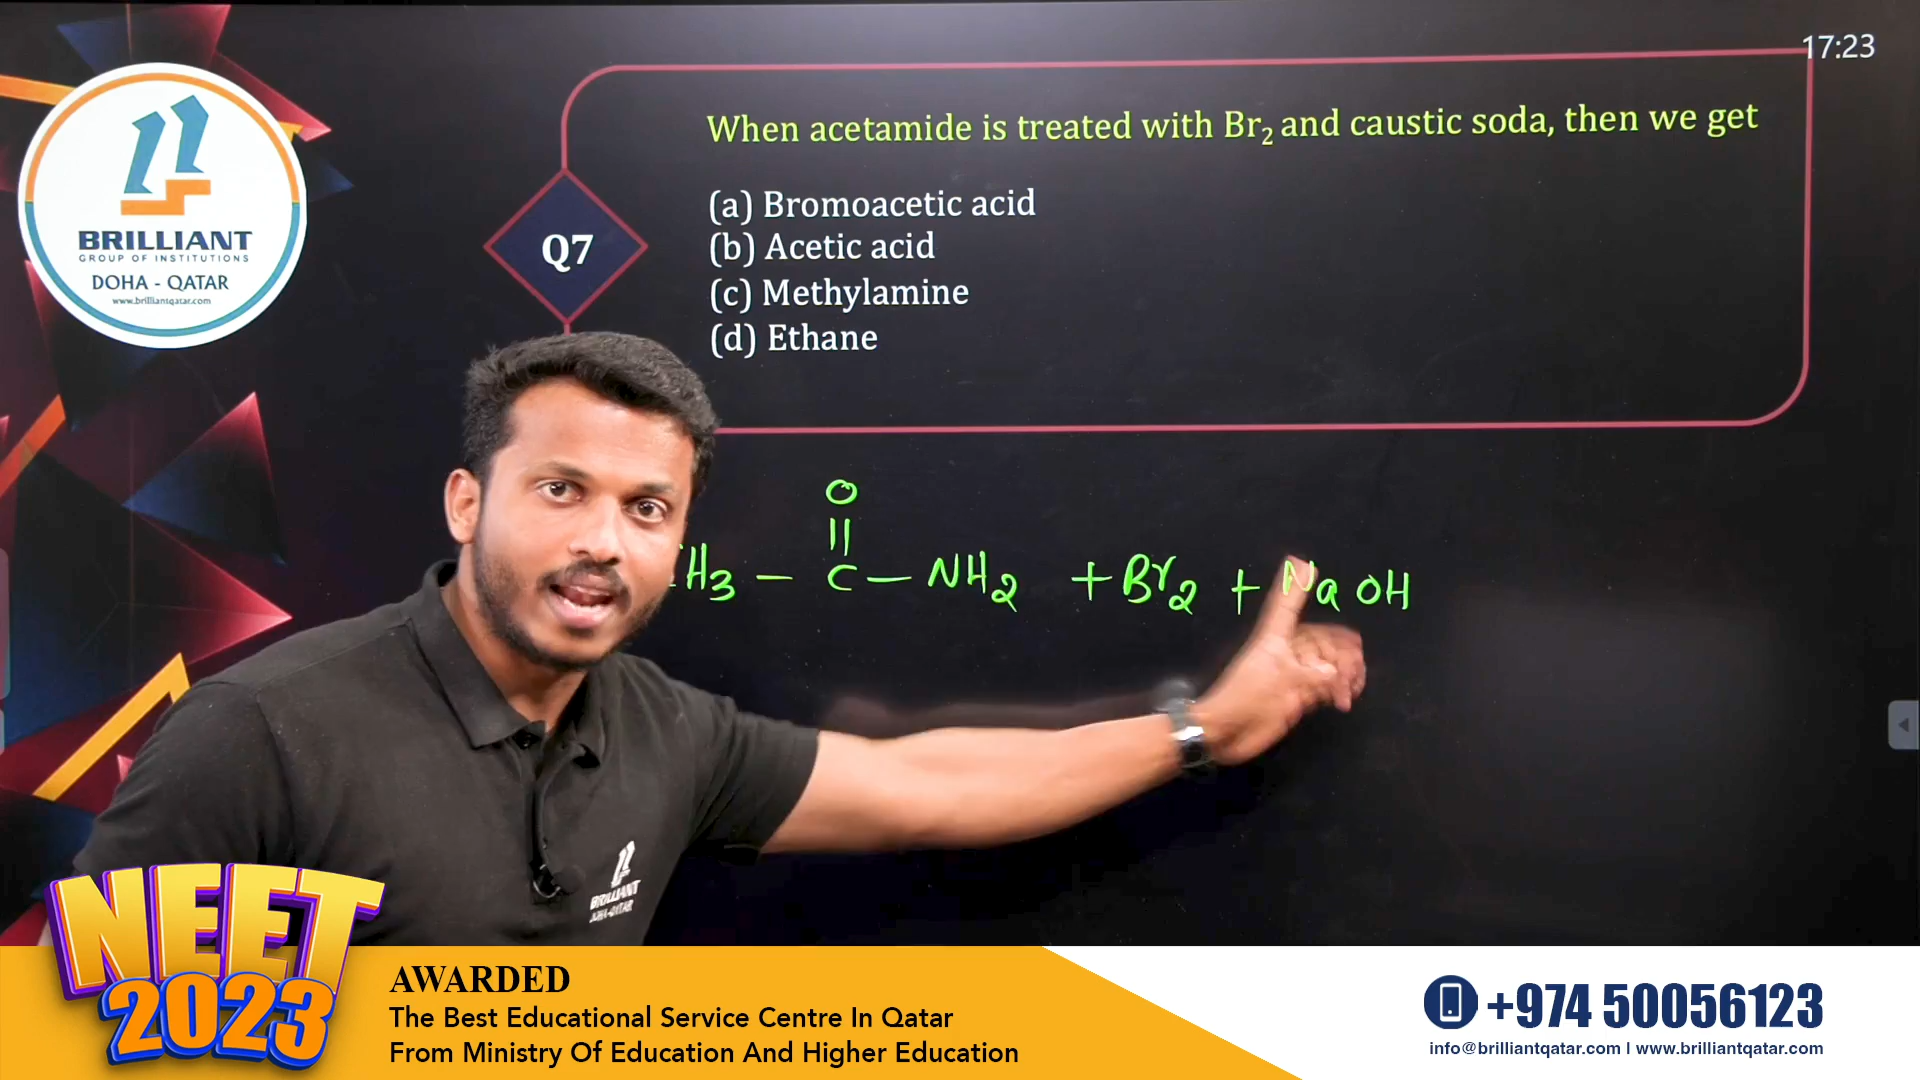 17:23
When acetamide is treated with Br2 and caustic soda, then we get
(a) Bromoacetic acid
(b) Acetic acid
(c) Methylamine
(d) Ethane
Q7
BRILLIANT
GROUP OF INSTITUTIONS
DOHA - QATAR
www.brilliantqatar.com
O
||
H3 — C — NH2 + Br2 + NaOH
BRILLIANT
DOHA-QATAR
NEET
2023
AWARDED
The Best Educational Service Centre In Qatar
From Ministry Of Education And Higher Education
+974 50056123
info@brilliantqatar.com | www.brilliantqatar.com